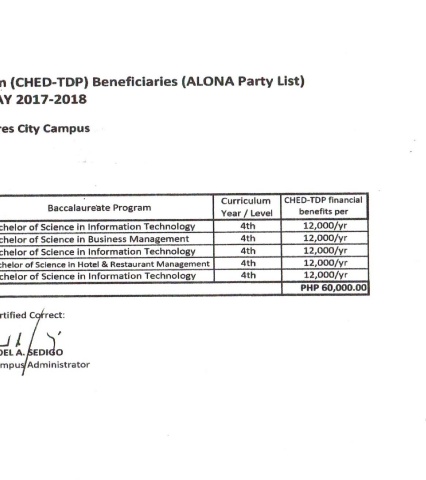 n (CHED-TDP) Beneficiaries (ALONA Party List)
AY 2017-2018
res City Campus
Baccalaureate Program Curriculum Year / Level CHED-TDP financial benefits per
chelor of Science in Information Technology 4th 12,000/yr
chelor of Science in Business Management 4th 12,000/yr
chelor of Science in Information Technology 4th 12,000/yr
chelor of Science in Hotel & Restaurant Management 4th 12,000/yr
chelor of Science in Information Technology 4th 12,000/yr
PHP 60,000.00
rtified Correct:
DEL A. SEDIGO
mpus Administrator